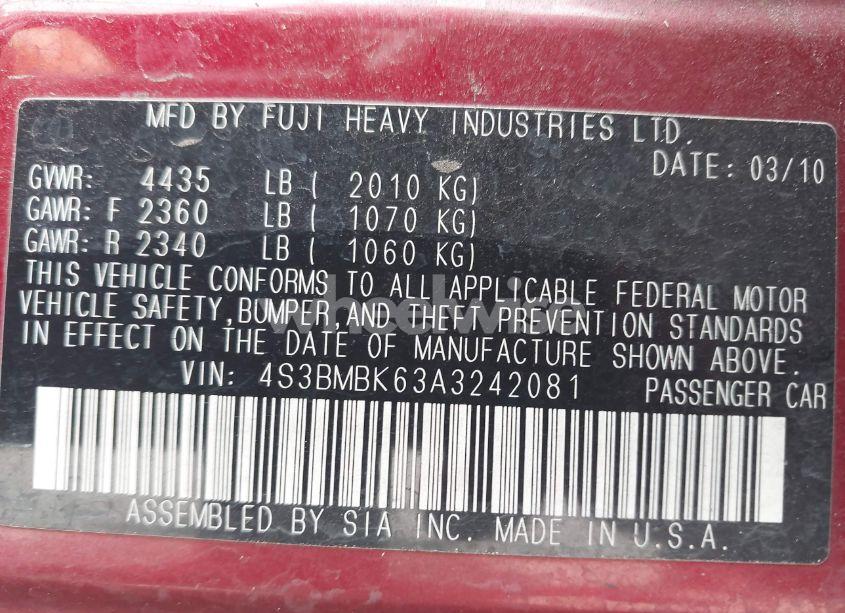 MFD BY FUJI HEAVY INDUSTRIES LTD.
DATE: 03/10
GVWR: 4435 LB ( 2010 KG)
GAWR: F 2360 LB ( 1070 KG)
GAWR: R 2340 LB ( 1060 KG)
THIS VEHICLE CONFORMS TO ALL APPLICABLE FEDERAL MOTOR
VEHICLE SAFETY, BUMPER, AND THEFT PREVENTION STANDARDS
IN EFFECT ON THE DATE OF MANUFACTURE SHOWN ABOVE.
VIN: 4S3BMBK63A3242081 PASSENGER CAR
ASSEMBLED BY SIA INC. MADE IN U.S.A.
wheelwise